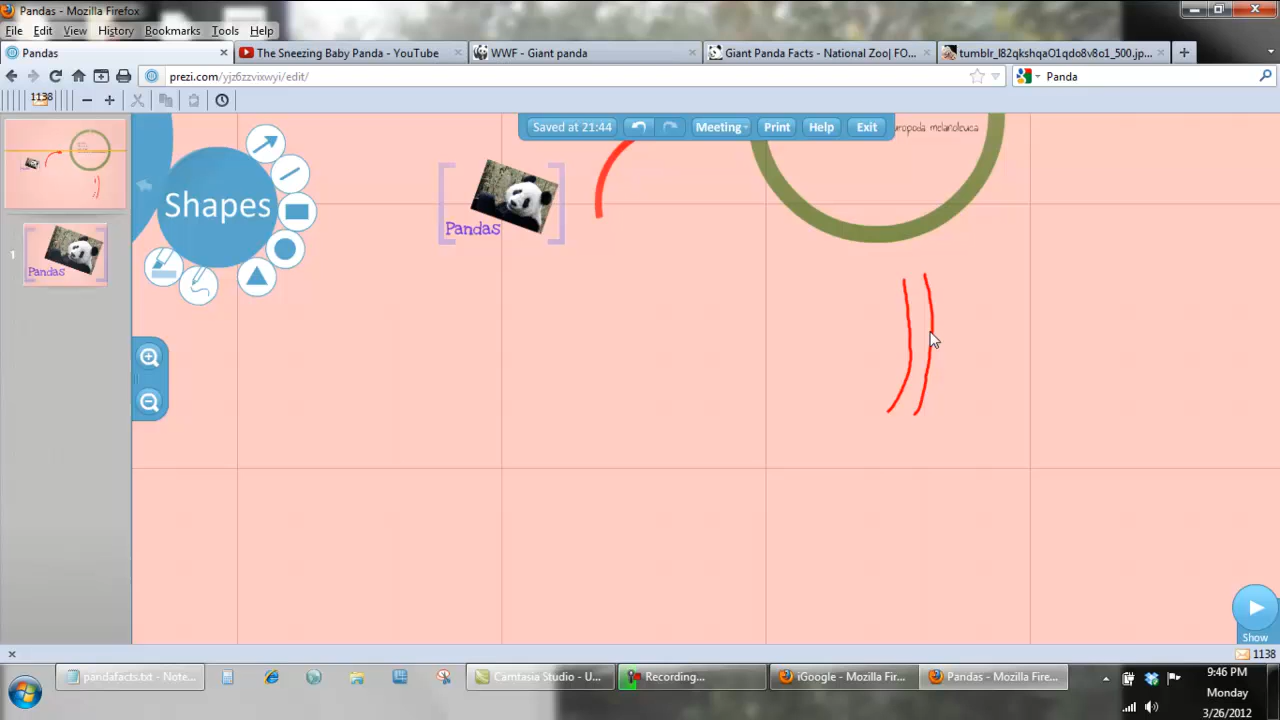 Pandas - Mozilla Firefox
File Edit View History Bookmarks Tools Help
Pandas
The Sneezing Baby Panda - YouTube
WWF - Giant panda
Giant Panda Facts - National Zoo| FO...
tumblr_l82qkshqaO1qdo8v8o1_500.jp...
prezi.com/yjz6zzvixwyi/edit/
Panda
1138
Saved at 21:44
Meeting
Print
Help
Exit
melanoleuca
Shapes
Pandas
1
Pandas
Show
1138
pandafacts.txt - Note...
Camtasia Studio - U...
Recording...
iGoogle - Mozilla Fir...
Pandas - Mozilla Fire...
9:46 PM
Monday
3/26/2012